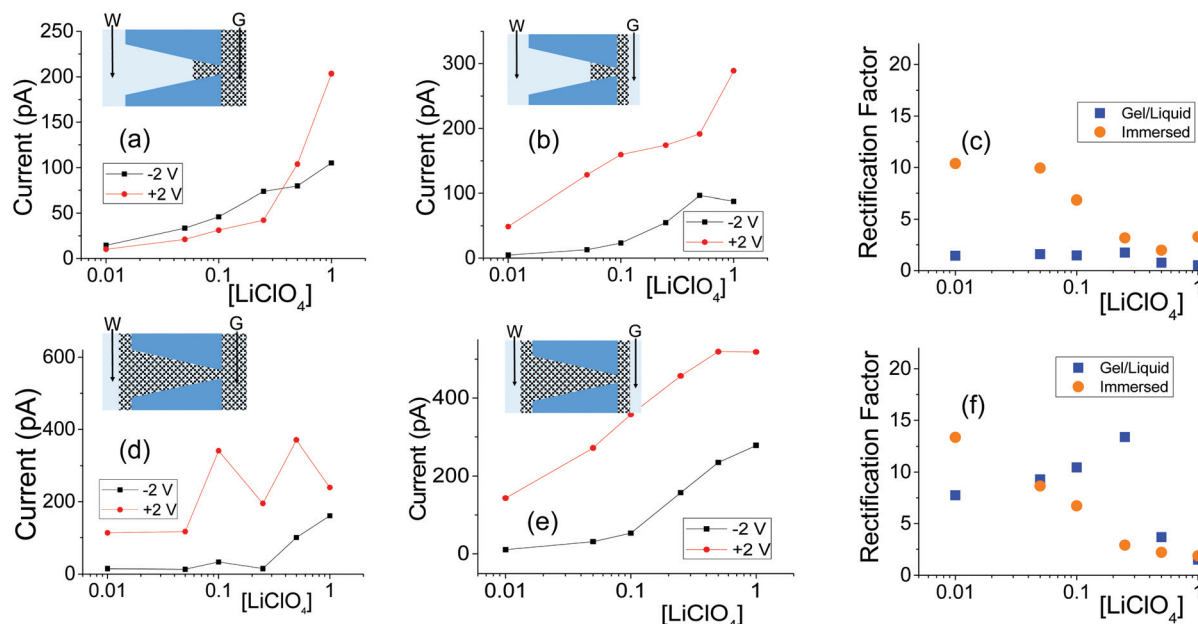 W
G
250
200
150
100
50
0
Current (pA)
(a)
-2 V
+2 V
0.01
0.1
1
[LiClO₄]
W
G
300
200
100
0
Current (pA)
(b)
-2 V
+2 V
0.01
0.1
1
[LiClO₄]
20
15
10
5
0
Rectification Factor
(c)
Gel/Liquid
Immersed
0.01
0.1
1
[LiClO₄]
W
G
600
400
200
0
Current (pA)
(d)
-2 V
+2 V
0.01
0.1
1
[LiClO₄]
W
G
400
200
0
Current (pA)
(e)
-2 V
+2 V
0.01
0.1
1
[LiClO₄]
20
15
10
5
0
Rectification Factor
(f)
Gel/Liquid
Immersed
0.01
0.1
1
[LiClO₄]